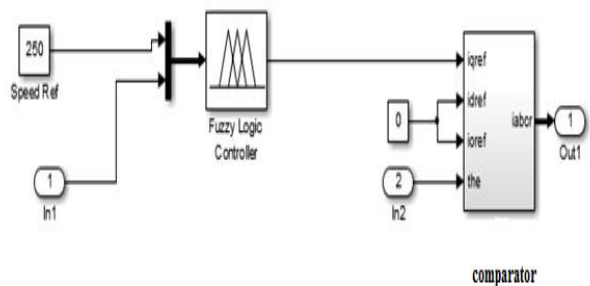 250
Speed Ref
Fuzzy Logic
Controller
1
In1
0
2
In2
iqref
idref
ioref
the
iabcr
1
Out1
comparator